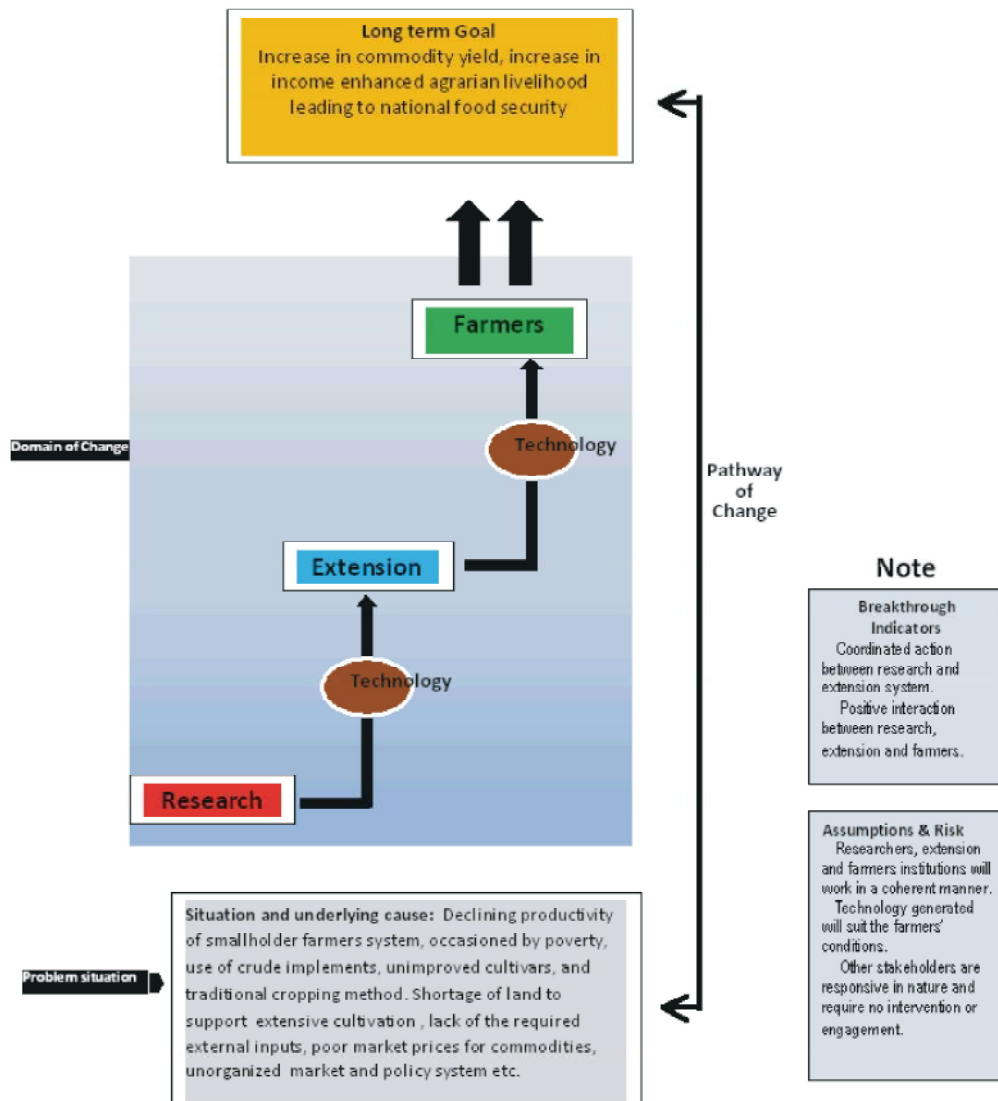 Long term Goal
Increase in commodity yield, increase in
income enhanced agrarian livelihood
leading to national food security
Farmers
Technology
Domain of Change
Pathway
of
Change
Extension
Technology
Research
Note
Breakthrough
Indicators
Coordinated action
between research and
extension system.
Positive interaction
between research,
extension and farmers.
Assumptions & Risk
Researchers, extension
and farmers institutions will
work in a coherent manner.
Technology generated
will suit the farmers'
conditions.
Other stakeholders are
responsive in nature and
require no intervention or
engagement.
Problem situation
Situation and underlying cause: Declining productivity
of smallholder farmers system, occasioned by poverty,
use of crude implements, unimproved cultivars, and
traditional cropping method. Shortage of land to
support extensive cultivation , lack of the required
external inputs, poor market prices for commodities,
unorganized market and policy system etc.